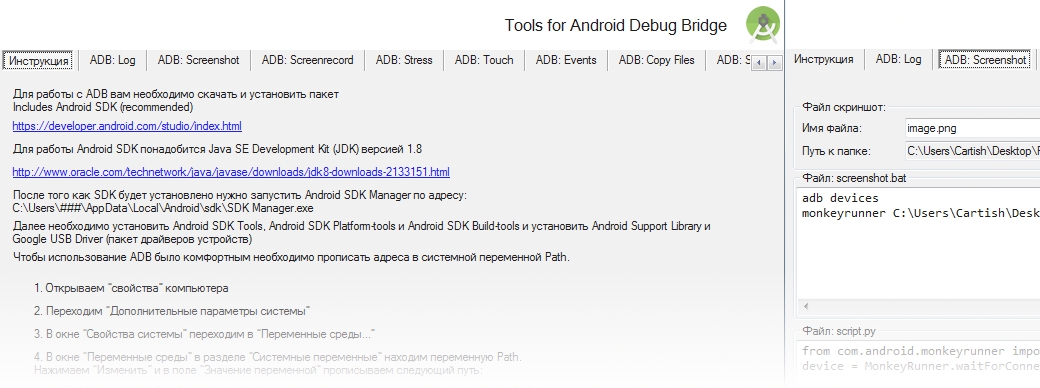 Tools for Android Debug Bridge
Инструкция
ADB: Log
ADB: Screenshot
ADB: Screenrecord
ADB: Stress
ADB: Touch
ADB: Events
ADB: Copy Files
ADB: S
Для работы с ADB вам необходимо скачать и установить пакет
Includes Android SDK (recommended)
https://developer.android.com/studio/index.html
Для работы Android SDK понадобится Java SE Development Kit (JDK) версией 1.8
http://www.oracle.com/technetwork/java/javase/downloads/jdk8-downloads-2133151.html
После того как SDK будет установлено нужно запустить Android SDK Manager по адресу:
C:\Users\###\AppData\Local\Android\sdk\SDK Manager.exe
Далее необходимо установить Android SDK Tools, Android SDK Platform-tools и Android SDK Build-tools и установить Android Support Library и
Google USB Driver (пакет драйверов устройств)
Чтобы использование ADB было комфортным необходимо прописать адреса в системной переменной Path.
1. Открываем "свойства" компьютера
2. Переходим "Дополнительные параметры системы"
3. В окне "Свойства системы" переходим в "Переменные среды..."
4. В окне "Переменные среды" в разделе "Системные переменные" находим переменную Path.
Нажимаем "Изменить" и в поле "Значение переменной" прописываем следующий путь:
Инструкция
ADB: Log
ADB: Screenshot
Файл скриншот:
Имя файла:
image.png
Путь к папке:
C:\Users\Cartish\Desktop\F
Файл: screenshot.bat
adb devices
monkeyrunner C:\Users\Cartish\Desk
Файл: script.py
from com.android.monkeyrunner impo
device = MonkeyRunner.waitForConne